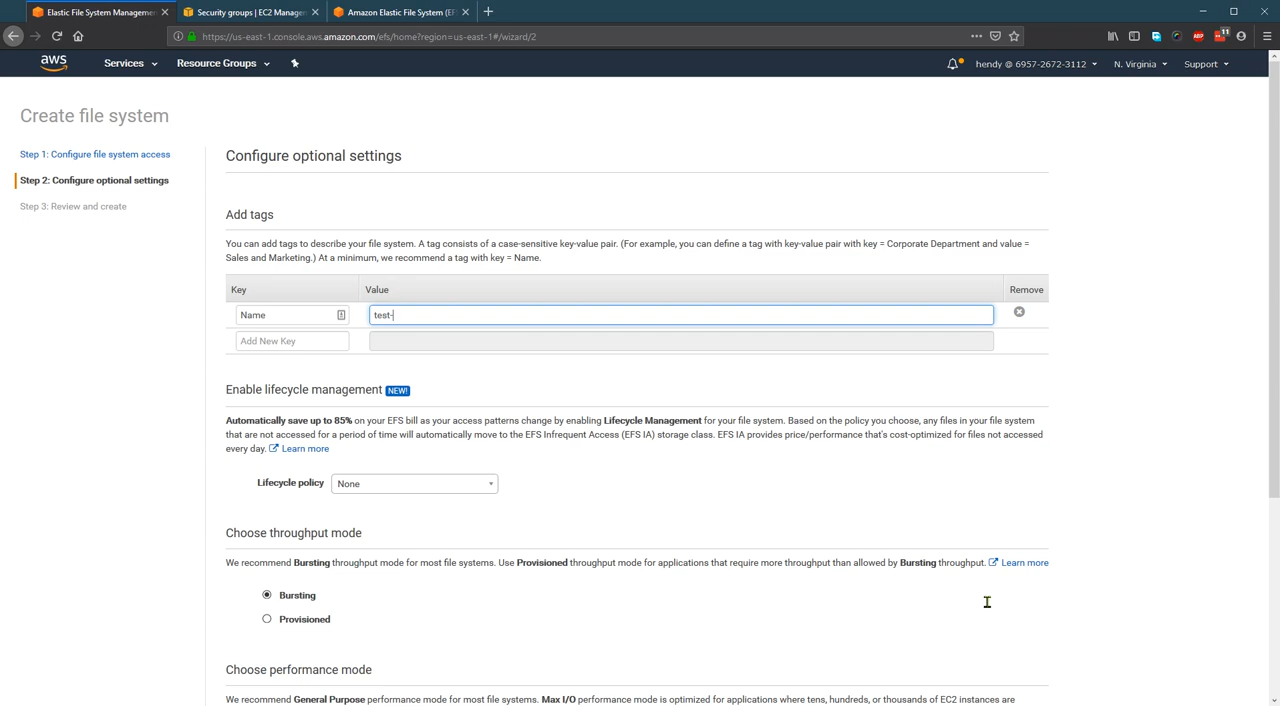 Elastic File System Management
Security groups | EC2 Manage
Amazon Elastic File System (EF
https://us-east-1.console.aws.amazon.com/efs/home?region=us-east-1#/wizard/2
ABP
11
aws
Services
Resource Groups
hendy @ 6957-2672-3112
N. Virginia
Support
Create file system
Step 1: Configure file system access
Step 2: Configure optional settings
Step 3: Review and create
Configure optional settings
Add tags
You can add tags to describe your file system. A tag consists of a case-sensitive key-value pair. (For example, you can define a tag with key-value pair with key = Corporate Department and value =
Sales and Marketing.) At a minimum, we recommend a tag with key = Name.
Key
Value
Remove
Name
test-
Add New Key
Enable lifecycle management NEW!
Automatically save up to 85% on your EFS bill as your access patterns change by enabling Lifecycle Management for your file system. Based on the policy you choose, any files in your file system
that are not accessed for a period of time will automatically move to the EFS Infrequent Access (EFS IA) storage class. EFS IA provides price/performance that's cost-optimized for files not accessed
every day. Learn more
Lifecycle policy
None
Choose throughput mode
We recommend Bursting throughput mode for most file systems. Use Provisioned throughput mode for applications that require more throughput than allowed by Bursting throughput. Learn more
Bursting
Provisioned
Choose performance mode
We recommend General Purpose performance mode for most file systems. Max I/O performance mode is optimized for applications where tens, hundreds, or thousands of EC2 instances are